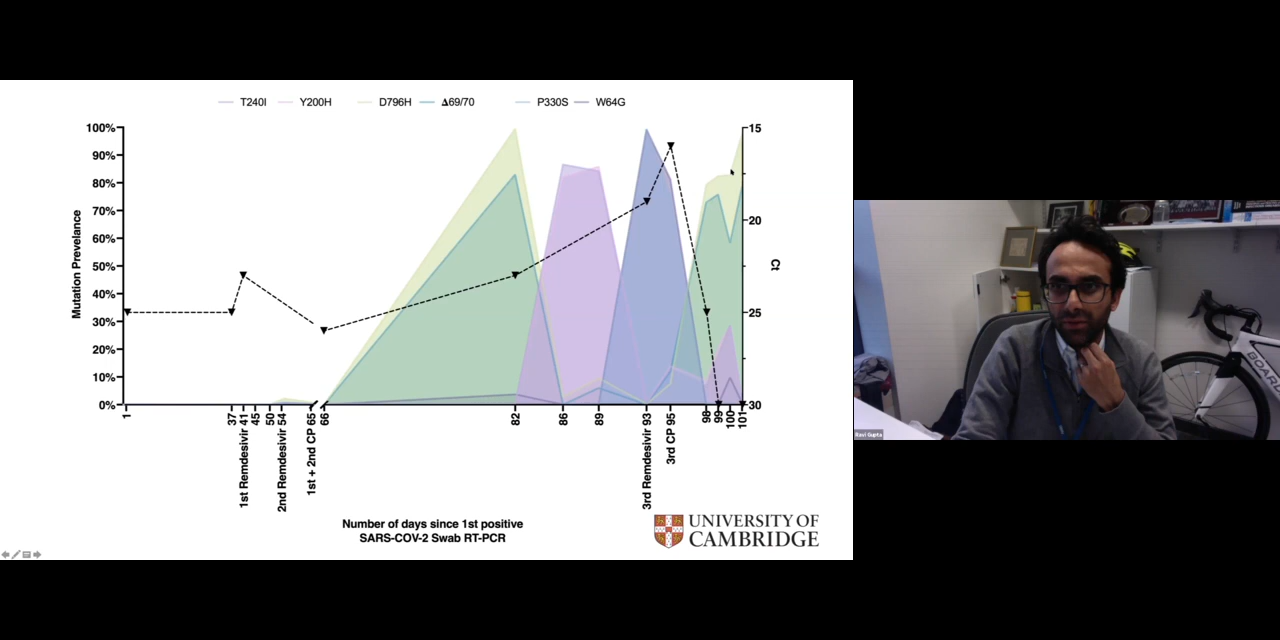 T240I Y200H D796H Δ69/70 P330S W64G
100%
90%
80%
70%
60%
50%
40%
30%
20%
10%
0%
Mutation Prevelance
15
20
25
30
Ct
1
37
1st Remdesivir 41
45
50
2nd Remdesivir 54
1st + 2nd CP 65
66
82
86
89
3rd Remdesivir 93
3rd CP 95
98
99
100
101
Number of days since 1st positive
SARS-COV-2 Swab RT-PCR
UNIVERSITY OF
CAMBRIDGE
BOARD
Ravi Gupta